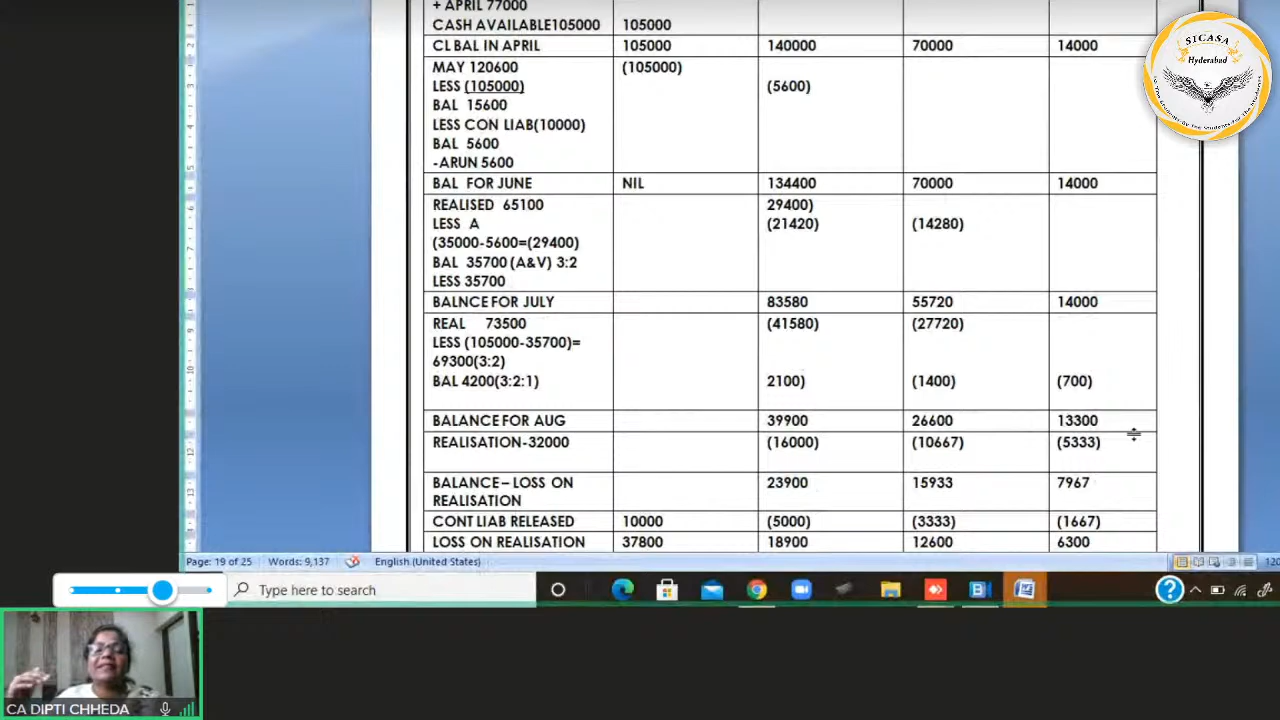 + APRIL 77000
CASH AVAILABLE105000 105000
CL BAL IN APRIL 105000 140000 70000 14000
MAY 120600 (105000)
LESS (105000) (5600)
BAL 15600
LESS CON LIAB(10000)
BAL 5600
-ARUN 5600
BAL FOR JUNE NIL 134400 70000 14000
REALISED 65100 29400)
LESS A (21420) (14280)
(35000-5600=(29400)
BAL 35700 (A&V) 3:2
LESS 35700
BALNCE FOR JULY 83580 55720 14000
REAL 73500 (41580) (27720)
LESS (105000-35700)=
69300(3:2)
BAL 4200(3:2:1) 2100) (1400) (700)
BALANCE FOR AUG 39900 26600 13300
REALISATION-32000 (16000) (10667) (5333)
BALANCE – LOSS ON 23900 15933 7967
REALISATION
CONT LIAB RELEASED 10000 (5000) (3333) (1667)
LOSS ON REALISATION 37800 18900 12600 6300
SICASA
Hyderabad
Page: 19 of 25 Words: 9,137 English (United States) 120
Type here to search
CA DIPTI CHHEDA